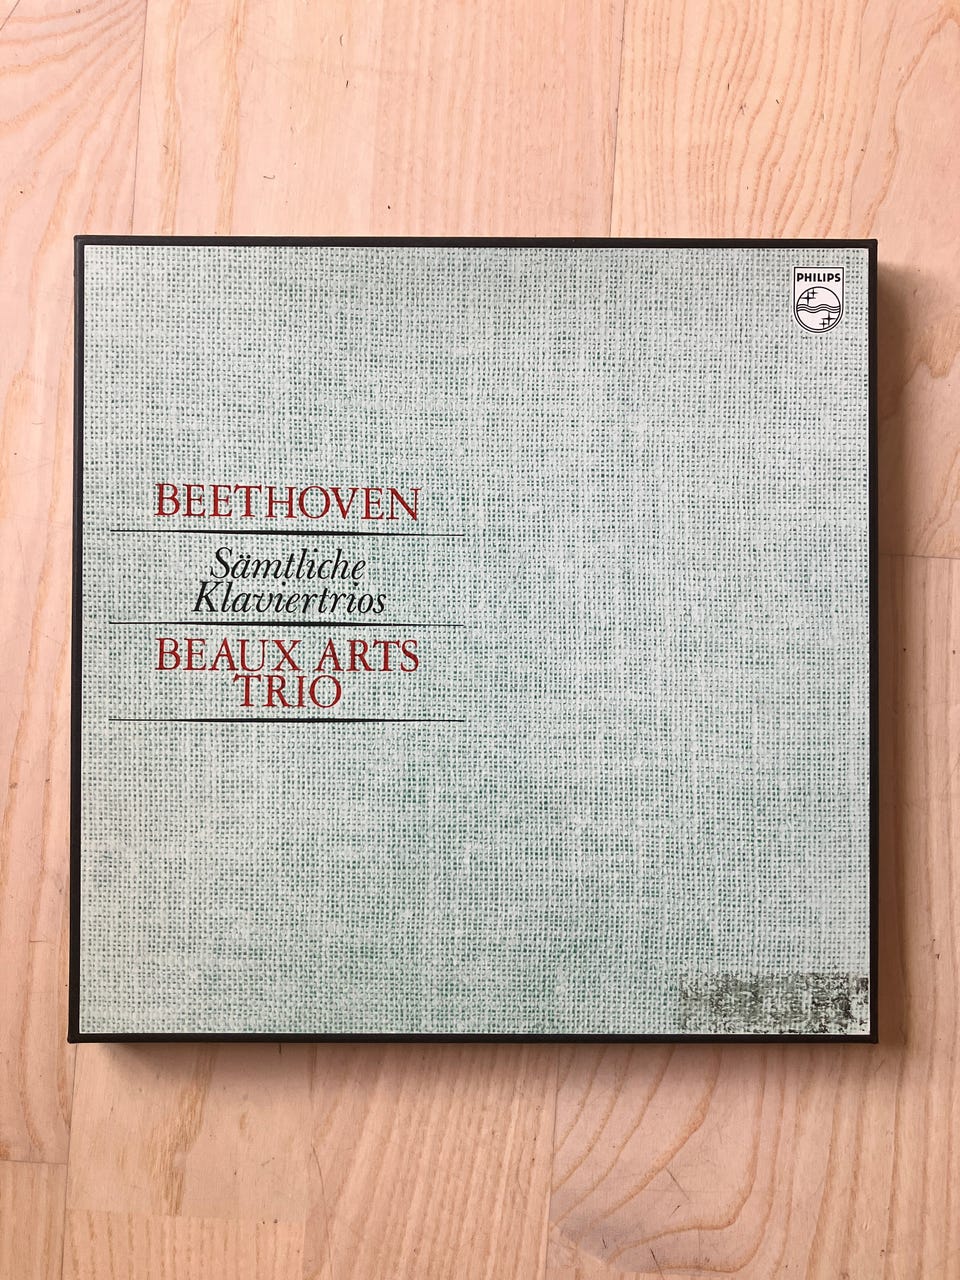 PHILIPS
BEETHOVEN
Sämtliche
Klaviertrios
BEAUX ARTS
TRIO